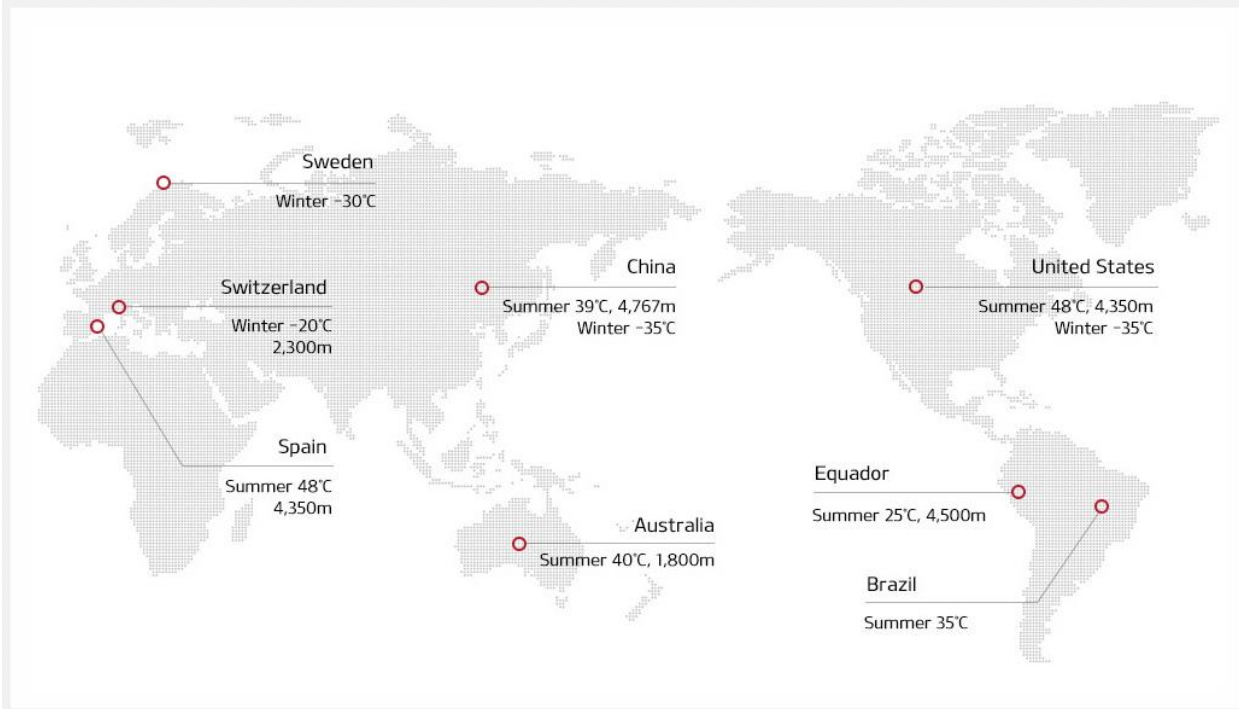 Sweden
Winter -30℃
Switzerland
Winter -20℃
2,300m
Spain
Summer 48℃
4,350m
China
Summer 39℃, 4,767m
Winter -35℃
Australia
Summer 40℃, 1,800m
United States
Summer 48℃, 4,350m
Winter -35℃
Equador
Summer 25℃, 4,500m
Brazil
Summer 35℃